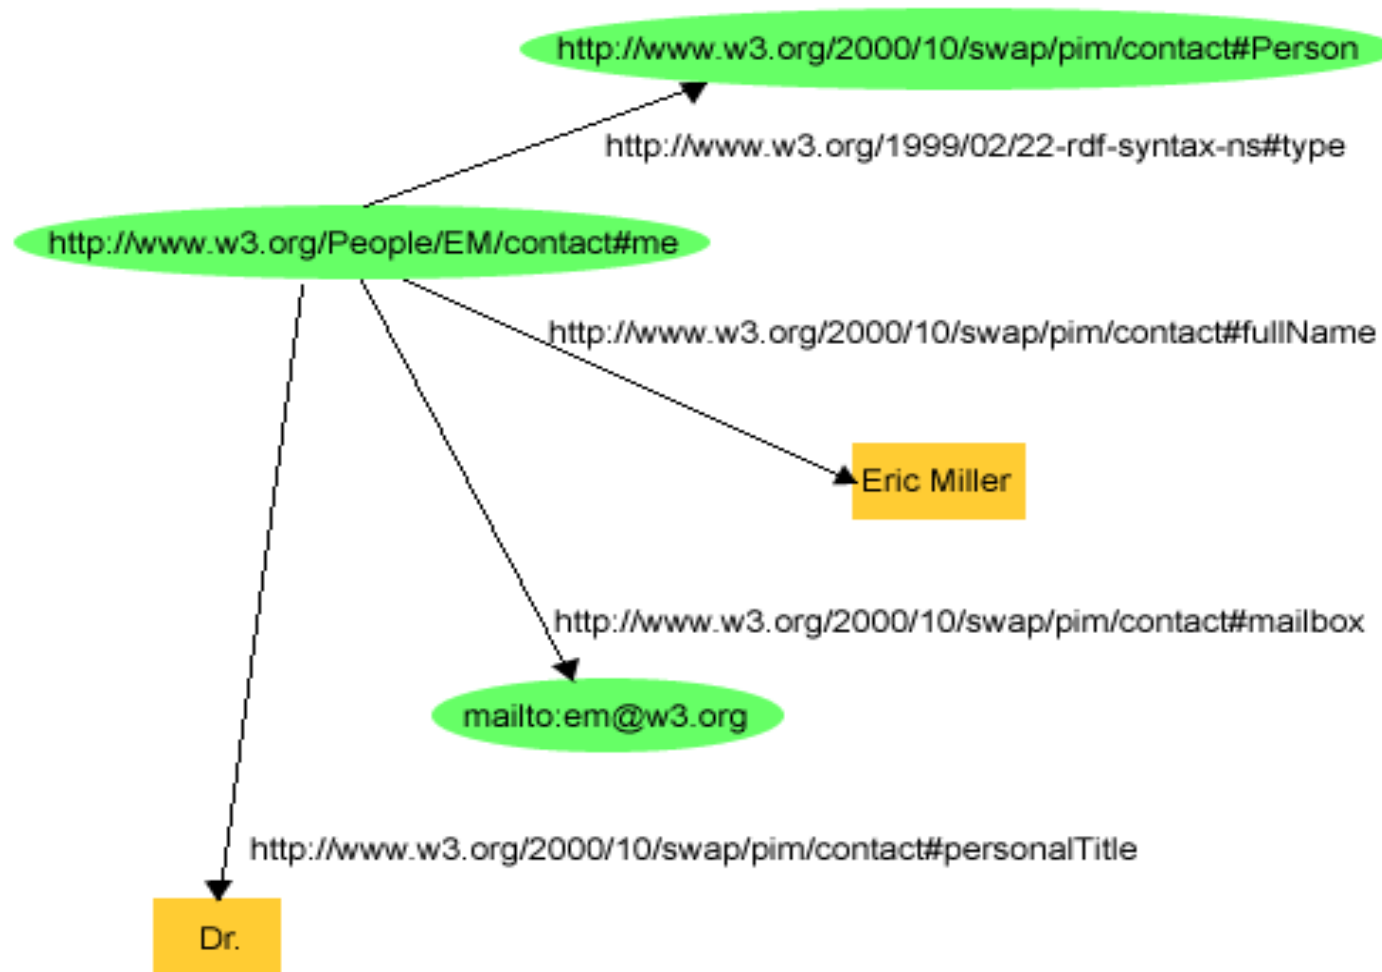 http://www.w3.org/2000/10/swap/pim/contact#Person
http://www.w3.org/1999/02/22-rdf-syntax-ns#type
http://www.w3.org/People/EM/contact#me
http://www.w3.org/2000/10/swap/pim/contact#fullName
Eric Miller
http://www.w3.org/2000/10/swap/pim/contact#mailbox
mailto:em@w3.org
http://www.w3.org/2000/10/swap/pim/contact#personalTitle
Dr.